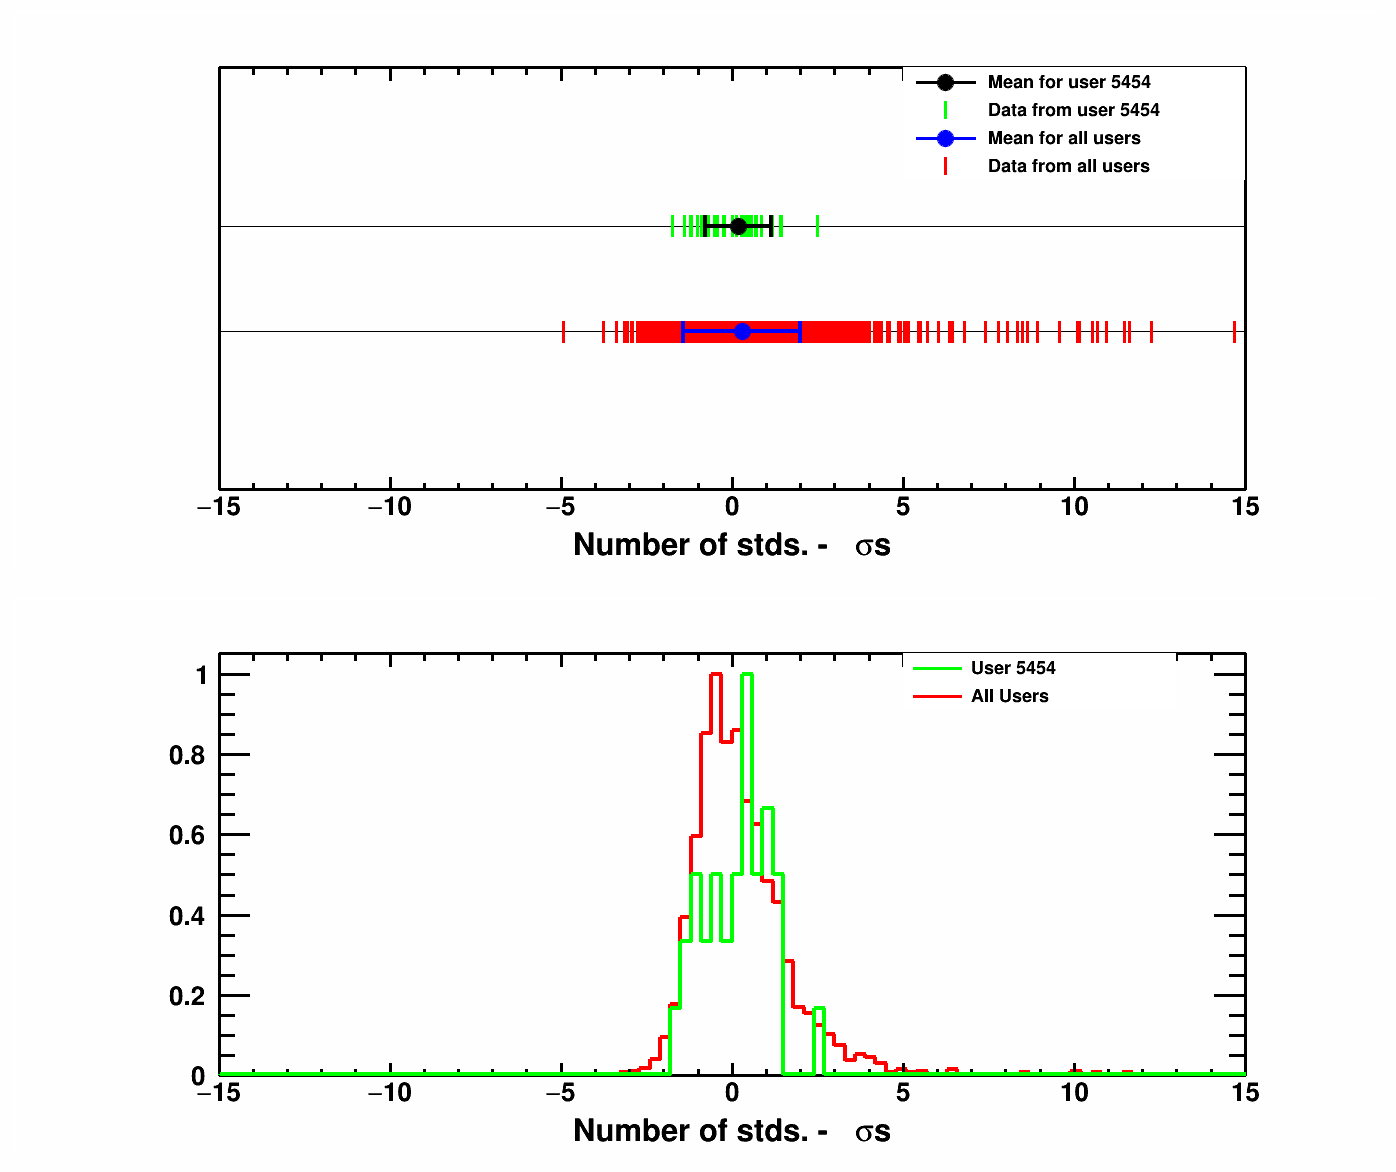 Mean for user 5454
Data from user 5454
Mean for all users
Data from all users
−15 −10 −5 0 5 10 15
Number of stds. - σs
User 5454
All Users
1
0.8
0.6
0.4
0.2
0
−15 −10 −5 0 5 10 15
Number of stds. - σs